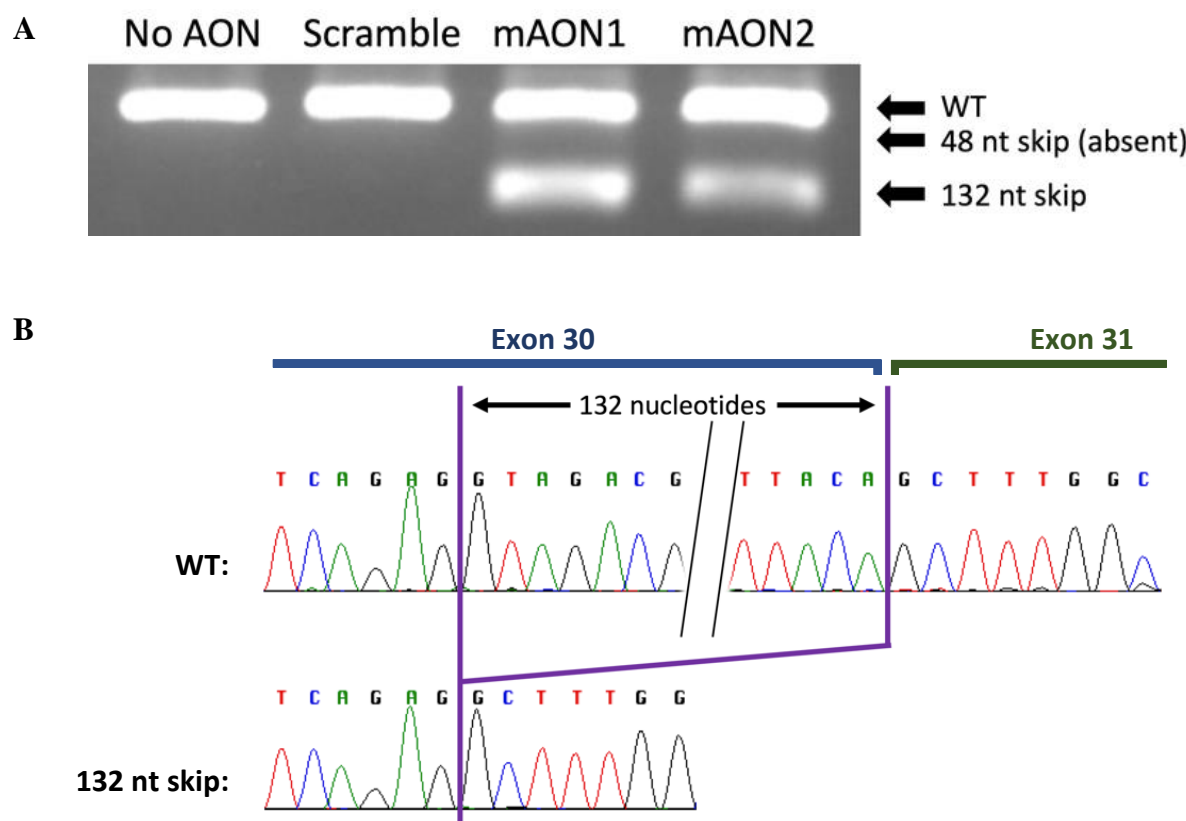 A
No AON Scramble mAON1 mAON2
WT
48 nt skip (absent)
132 nt skip
B
Exon 30 Exon 31
132 nucleotides
T C A G A G G T A G A C G T T A C A G C T T T G G C
WT:
T C A G A G G C T T T G G
132 nt skip: